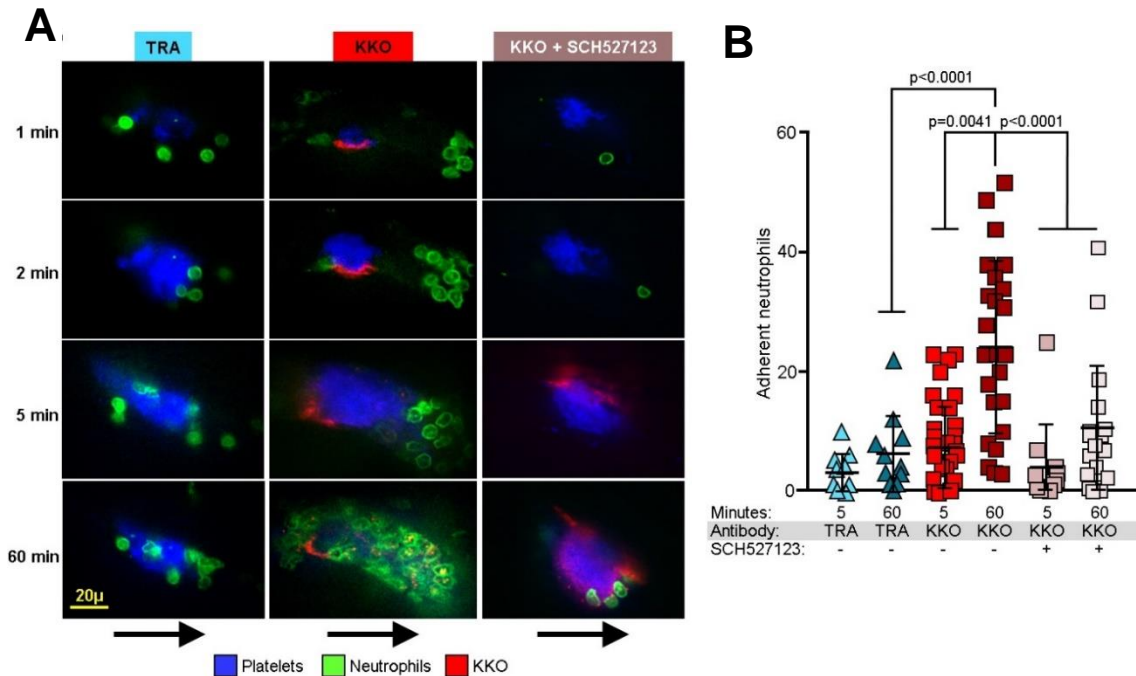 A.
TRA
KKO
KKO + SCH527123
1 min
2 min
5 min
60 min
20μ
Platelets
Neutrophils
KKO
B
p<0.0001
p=0.0041
p<0.0001
Adherent neutrophils
60
40
20
0
Minutes: 5 60 5 60 5 60
Antibody: TRA TRA KKO KKO KKO KKO
SCH527123: - - - - + +